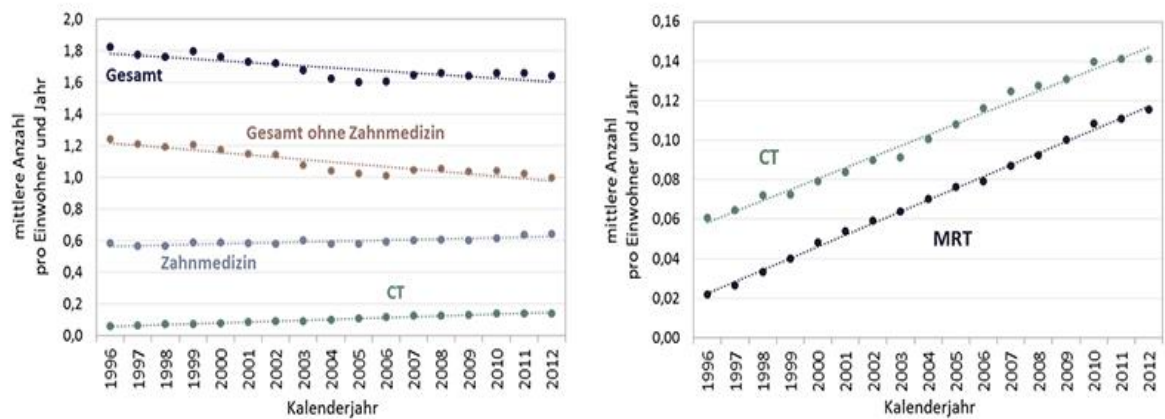 mittlere Anzahl
pro Einwohner und Jahr
2,0
1,8
1,6
1,4
1,2
1,0
0,8
0,6
0,4
0,2
0,0
Gesamt
Gesamt ohne Zahnmedizin
Zahnmedizin
CT
1996 1997 1998 1999 2000 2001 2002 2003 2004 2005 2006 2007 2008 2009 2010 2011 2012
Kalenderjahr
mittlere Anzahl
pro Einwohner und Jahr
0,16
0,14
0,12
0,10
0,08
0,06
0,04
0,02
0,00
CT
MRT
1996 1997 1998 1999 2000 2001 2002 2003 2004 2005 2006 2007 2008 2009 2010 2011 2012
Kalenderjahr